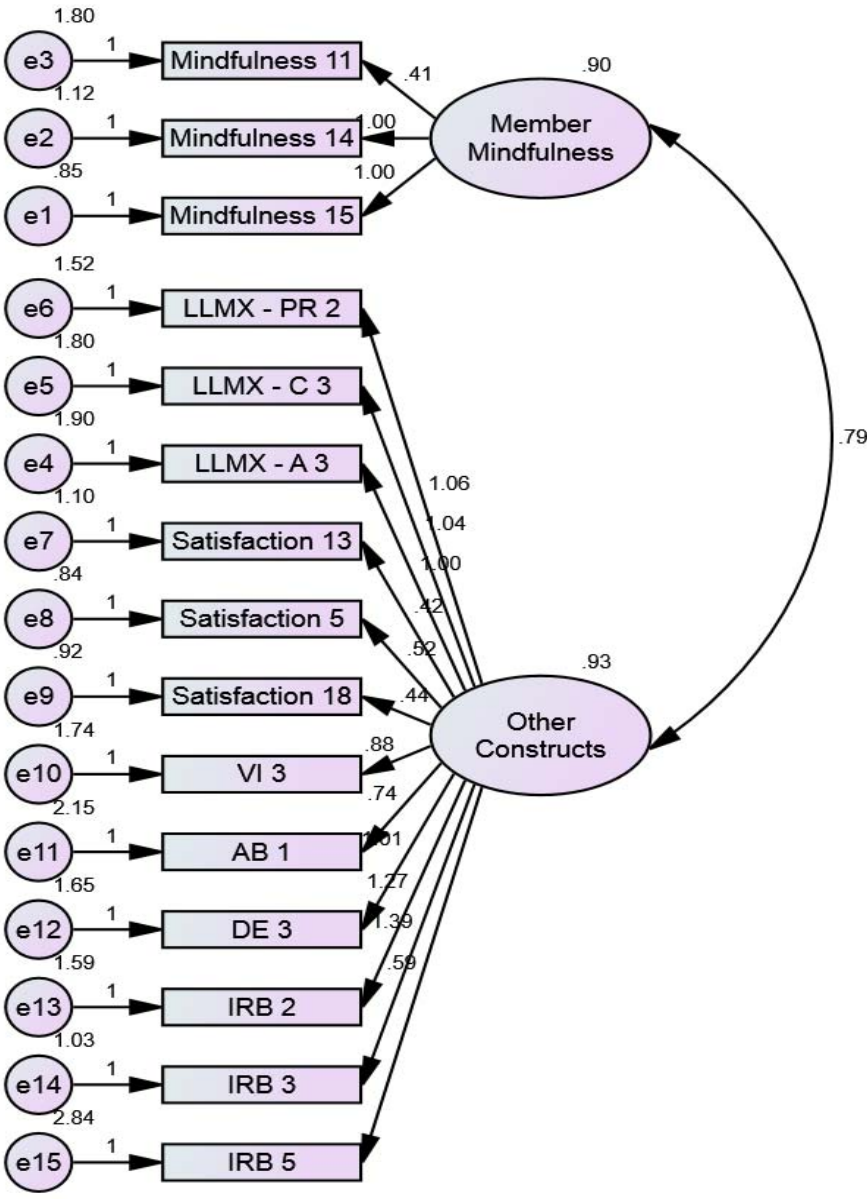 1.80
e3
1
Mindfulness 11
.41
.90
1.12
e2
1
Mindfulness 14
1.00
Member
Mindfulness
.85
e1
1
Mindfulness 15
1.00
1.52
e6
1
LLMX - PR 2
1.80
e5
1
LLMX - C 3
1.90
e4
1
LLMX - A 3
.79
1.10
e7
1
Satisfaction 13
1.06
1.04
1.00
.84
e8
1
Satisfaction 5
.42
.52
.92
e9
1
Satisfaction 18
.44
.93
Other
Constructs
1.74
e10
1
VI 3
.88
.74
2.15
e11
1
AB 1
1.01
1.65
e12
1
DE 3
1.27
1.39
1.59
e13
1
IRB 2
.59
1.03
e14
1
IRB 3
2.84
e15
1
IRB 5